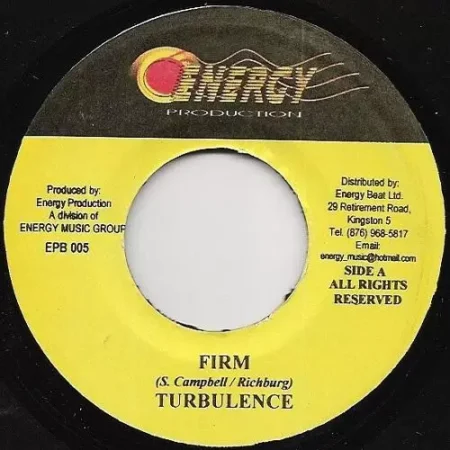 ENERGY
PRODUCTION
Produced by:
Energy Production
A division of
ENERGY MUSIC GROUP
EPB 005
Distributed by:
Energy Beat Ltd.
29 Retirement Road,
Kingston 5
Tel. (876) 968-5817
Email:
energy_music@hotmail.com
SIDE A
ALL RIGHTS
RESERVED
FIRM
(S. Campbell / Richburg)
TURBULENCE